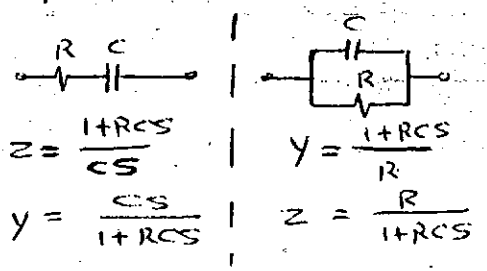 R C
Z = 1+RCS / CS
y = CS / 1+RCS
C
R
Y = 1+RCS / R
Z = R / 1+RCS